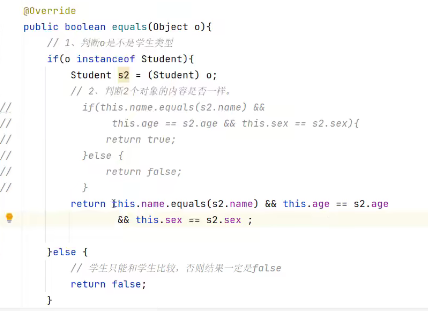 @Override
public boolean equals(Object o){
// 1、判断o是不是学生类型
if(o instanceof Student){
Student s2 = (Student) o;
// 2、判断2个对象的内容是否一样。
// if(this.name.equals(s2.name) &&
// this.age == s2.age && this.sex == s2.sex){
// return true;
// }else {
// return false;
// }
return this.name.equals(s2.name) && this.age == s2.age
&& this.sex == s2.sex ;
}else {
// 学生只能和学生比较，否则结果一定是false
return false;
}